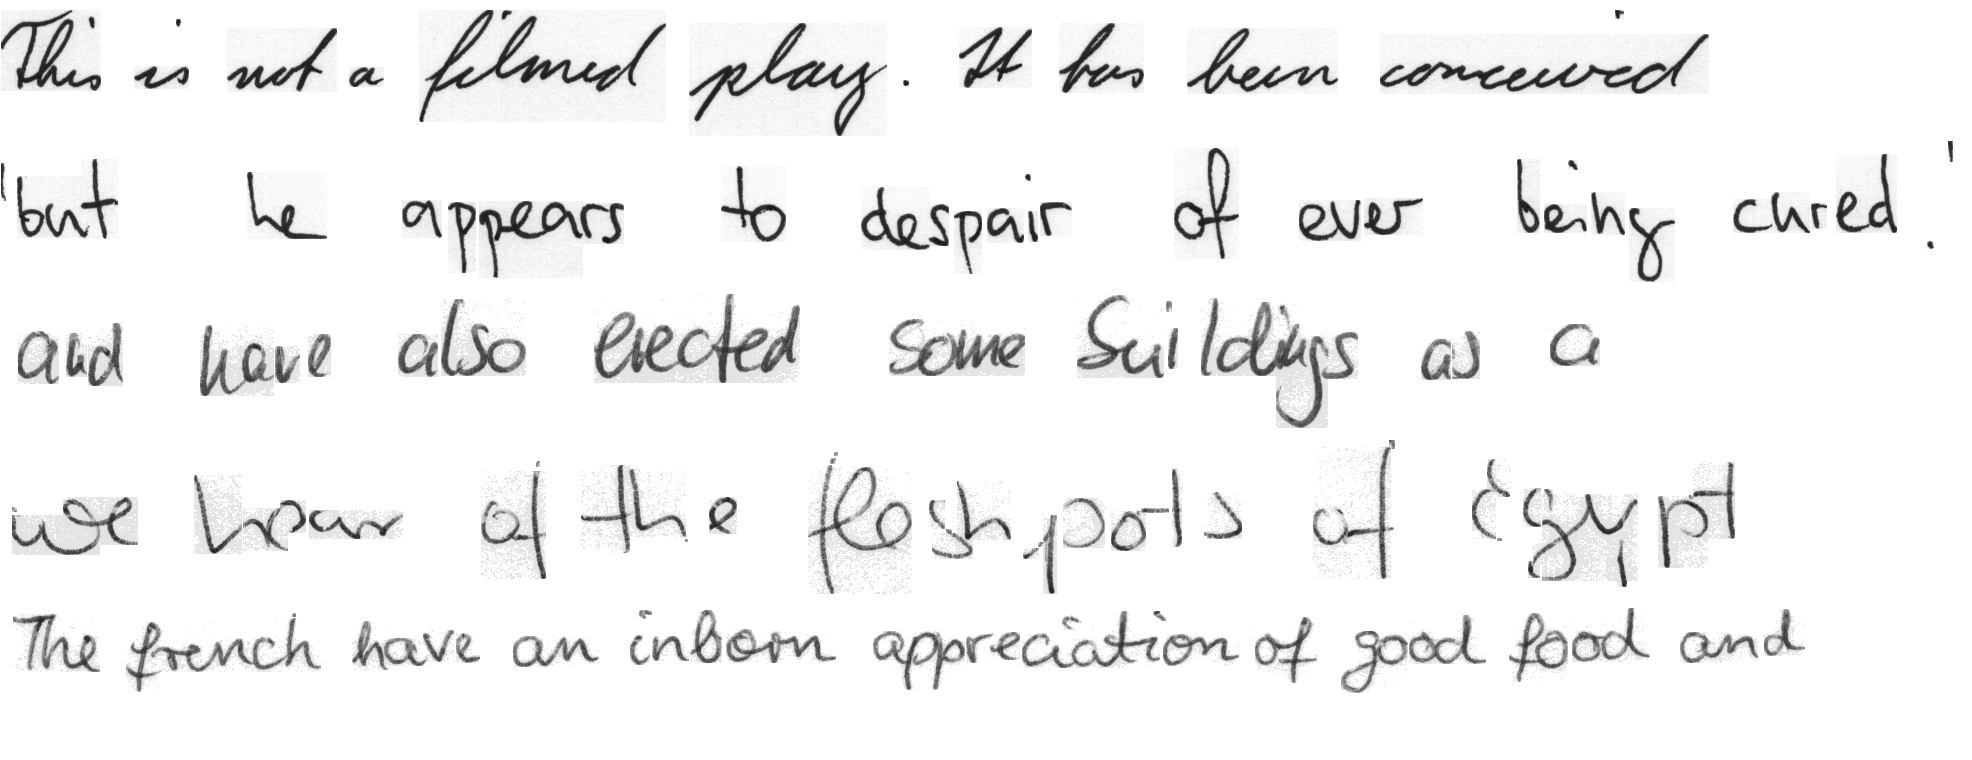 This is not a filmed play. It has been conceived
'but he appears to despair of ever being cured.'
and have also erected some buildings as a
we hear of the fleshpots of Egypt
The french have an inborn appreciation of good food and